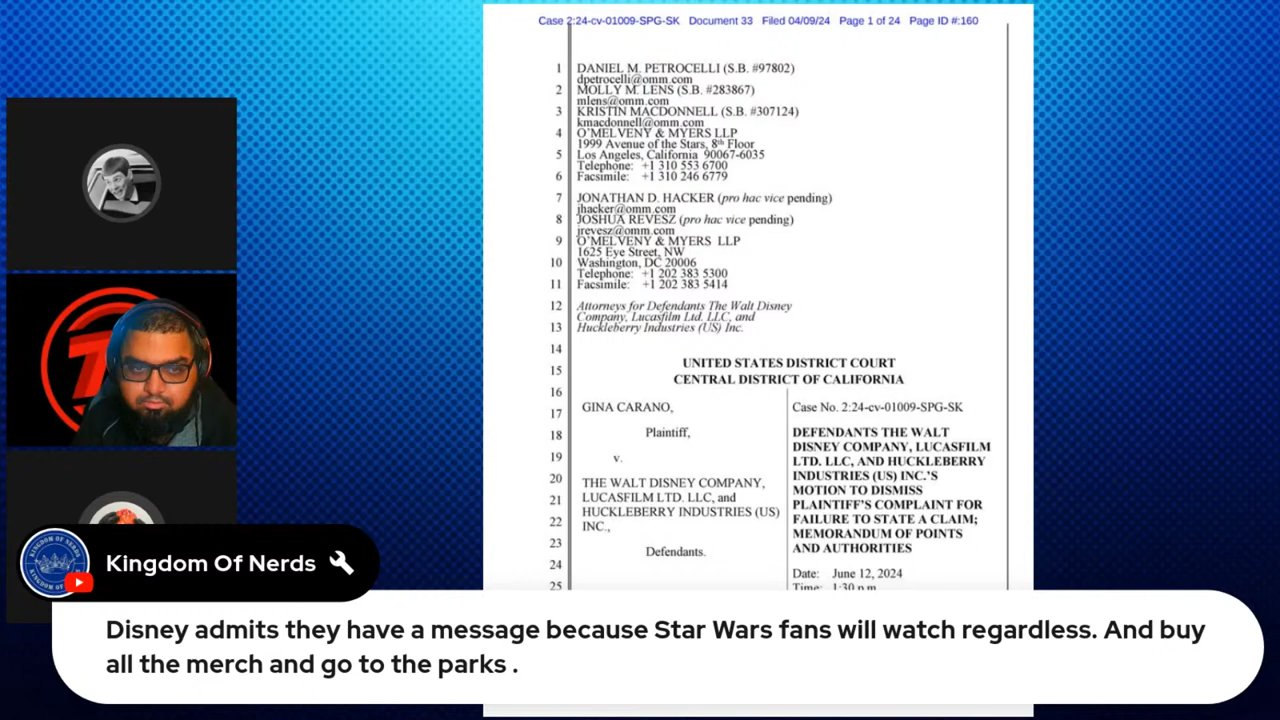 Case 2:24-cv-01009-SPG-SK Document 33 Filed 04/09/24 Page 1 of 24 Page ID #:160
1 DANIEL M. PETROCELLI (S.B. #97802)
dpetrocelli@omm.com
2 MOLLY M. LENS (S.B. #283867)
mlens@omm.com
3 KRISTIN MACDONNELL (S.B. #307124)
kmacdonnell@omm.com
4 O'MELVENY & MYERS LLP
1999 Avenue of the Stars, 8th Floor
5 Los Angeles, California 90067-6035
Telephone: +1 310 553 6700
6 Facsimile: +1 310 246 6779
7 JONATHAN D. HACKER (pro hac vice pending)
jhacker@omm.com
8 JOSHUA REVESZ (pro hac vice pending)
jrevesz@omm.com
9 O'MELVENY & MYERS LLP
1625 Eye Street, NW
10 Washington, DC 20006
Telephone: +1 202 383 5300
11 Facsimile: +1 202 383 5414
12 Attorneys for Defendants The Walt Disney
Company, Lucasfilm Ltd. LLC, and
13 Huckleberry Industries (US) Inc.
14
15 UNITED STATES DISTRICT COURT
16 CENTRAL DISTRICT OF CALIFORNIA
17 GINA CARANO,
18 Plaintiff,
19 v.
20 THE WALT DISNEY COMPANY,
21 LUCASFILM LTD. LLC, and
22 HUCKLEBERRY INDUSTRIES (US)
INC.,
23 Defendants.
24
25
Case No. 2:24-cv-01009-SPG-SK
DEFENDANTS THE WALT
DISNEY COMPANY, LUCASFILM
LTD. LLC, AND HUCKLEBERRY
INDUSTRIES (US) INC.'S
MOTION TO DISMISS
PLAINTIFF'S COMPLAINT FOR
FAILURE TO STATE A CLAIM;
MEMORANDUM OF POINTS
AND AUTHORITIES
Date: June 12, 2024
Time: 1:30 p.m.
KINGDOM OF NERDS
Kingdom Of Nerds
Disney admits they have a message because Star Wars fans will watch regardless. And buy
all the merch and go to the parks .